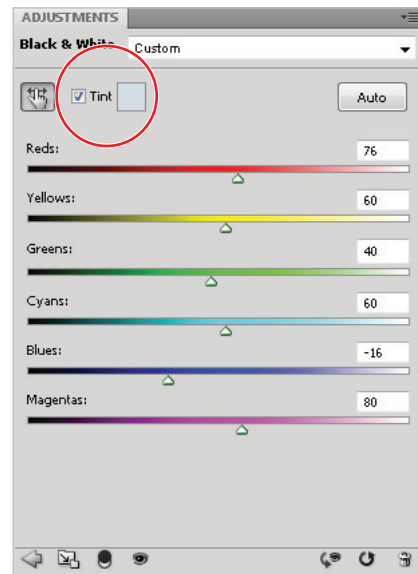 ADJUSTMENTS
Black & White Custom
Tint Auto
Reds: 76
Yellows: 60
Greens: 40
Cyans: 60
Blues: -16
Magentas: 80